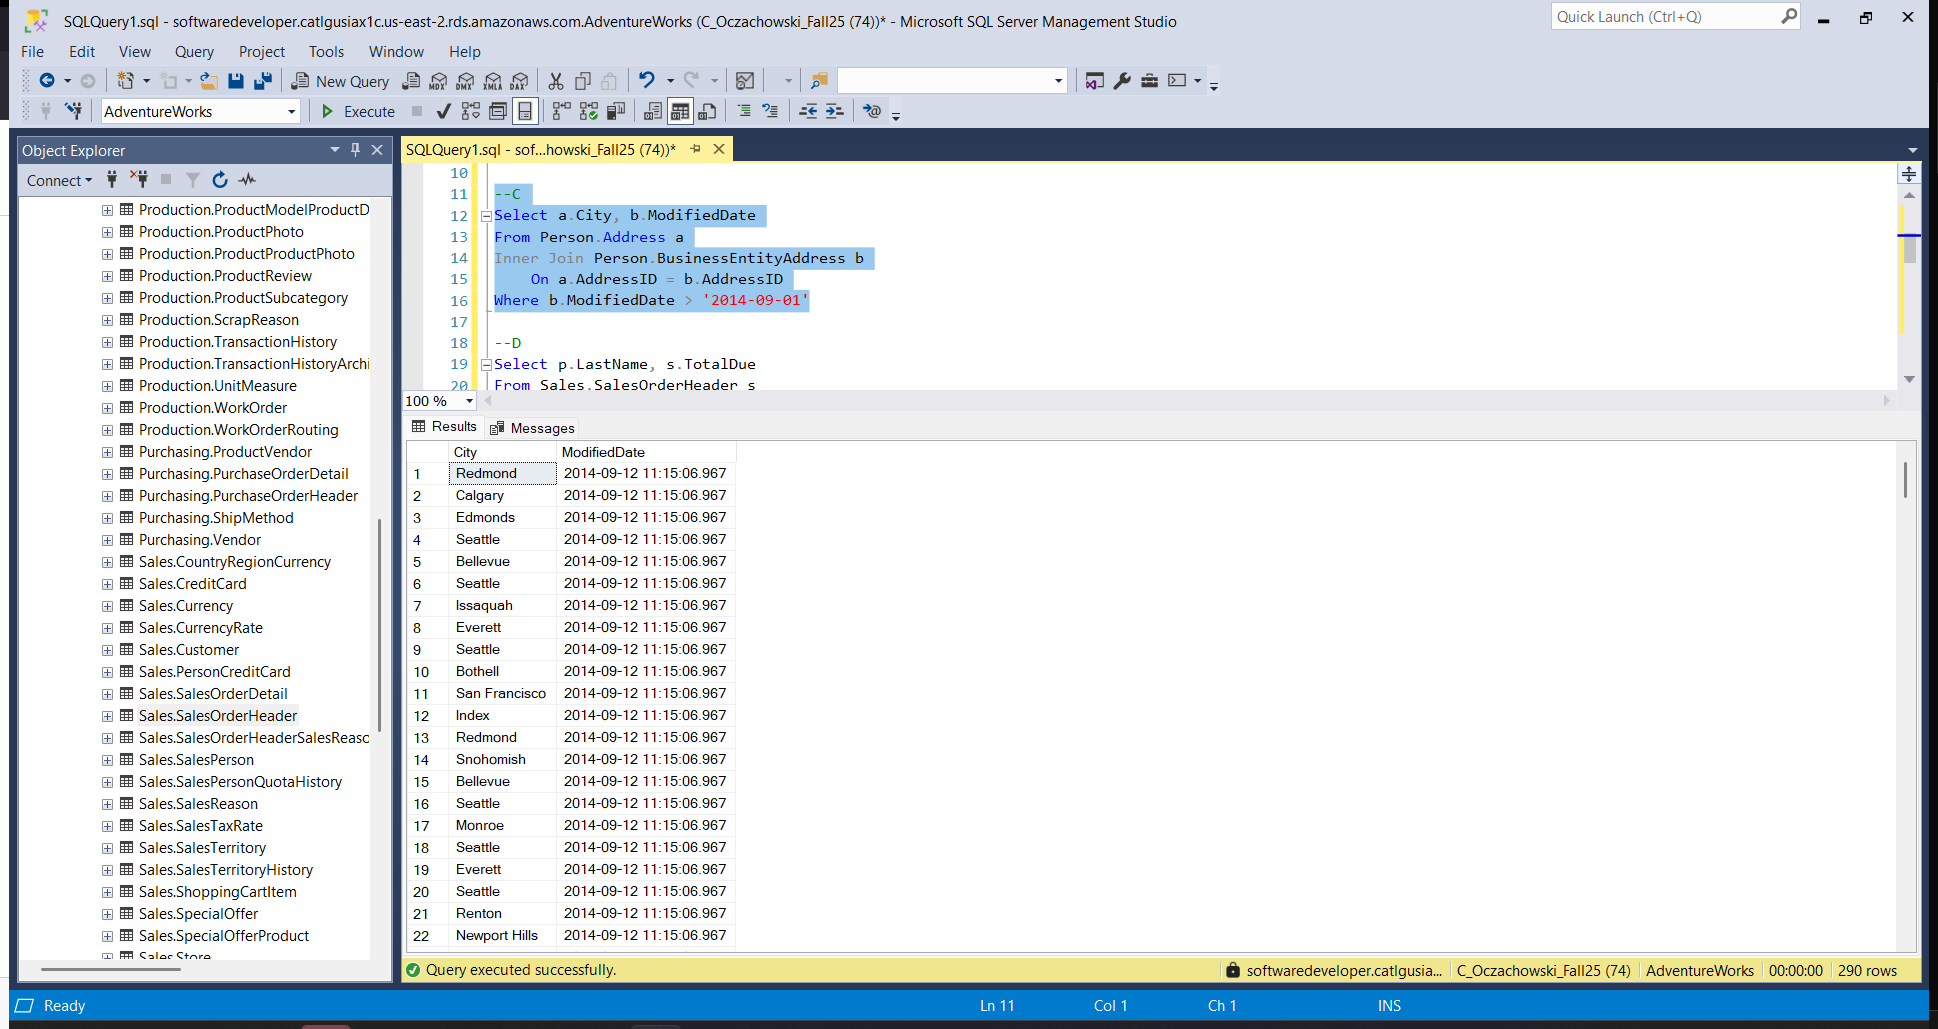 SQLQuery1.sql - softwaredeveloper.catlgusiax1c.us-east-2.rds.amazonaws.com.AdventureWorks (C_Oczachowski_Fall25 (74))* - Microsoft SQL Server Management Studio
Quick Launch (Ctrl+Q)
File Edit View Query Project Tools Window Help
New Query MDX DMX XMLA DAX
AdventureWorks Execute
Object Explorer
Connect
Production.ProductModelProductD
Production.ProductPhoto
Production.ProductProductPhoto
Production.ProductReview
Production.ProductSubcategory
Production.ScrapReason
Production.TransactionHistory
Production.TransactionHistoryArchi
Production.UnitMeasure
Production.WorkOrder
Production.WorkOrderRouting
Purchasing.ProductVendor
Purchasing.PurchaseOrderDetail
Purchasing.PurchaseOrderHeader
Purchasing.ShipMethod
Purchasing.Vendor
Sales.CountryRegionCurrency
Sales.CreditCard
Sales.Currency
Sales.CurrencyRate
Sales.Customer
Sales.PersonCreditCard
Sales.SalesOrderDetail
Sales.SalesOrderHeader
Sales.SalesOrderHeaderSalesReaso
Sales.SalesPerson
Sales.SalesPersonQuotaHistory
Sales.SalesReason
Sales.SalesTaxRate
Sales.SalesTerritory
Sales.SalesTerritoryHistory
Sales.ShoppingCartItem
Sales.SpecialOffer
Sales.SpecialOfferProduct
Sales.Store
SQLQuery1.sql - sof...howski_Fall25 (74))*
10
11 --C
12 Select a.City, b.ModifiedDate
13 From Person.Address a
14 Inner Join Person.BusinessEntityAddress b
15 On a.AddressID = b.AddressID
16 Where b.ModifiedDate > '2014-09-01'
17
18 --D
19 Select p.LastName, s.TotalDue
20 From Sales.SalesOrderHeader s
100 %
Results Messages
City ModifiedDate
1 Redmond 2014-09-12 11:15:06.967
2 Calgary 2014-09-12 11:15:06.967
3 Edmonds 2014-09-12 11:15:06.967
4 Seattle 2014-09-12 11:15:06.967
5 Bellevue 2014-09-12 11:15:06.967
6 Seattle 2014-09-12 11:15:06.967
7 Issaquah 2014-09-12 11:15:06.967
8 Everett 2014-09-12 11:15:06.967
9 Seattle 2014-09-12 11:15:06.967
10 Bothell 2014-09-12 11:15:06.967
11 San Francisco 2014-09-12 11:15:06.967
12 Index 2014-09-12 11:15:06.967
13 Redmond 2014-09-12 11:15:06.967
14 Snohomish 2014-09-12 11:15:06.967
15 Bellevue 2014-09-12 11:15:06.967
16 Seattle 2014-09-12 11:15:06.967
17 Monroe 2014-09-12 11:15:06.967
18 Seattle 2014-09-12 11:15:06.967
19 Everett 2014-09-12 11:15:06.967
20 Seattle 2014-09-12 11:15:06.967
21 Renton 2014-09-12 11:15:06.967
22 Newport Hills 2014-09-12 11:15:06.967
Query executed successfully. softwaredeveloper.catlgusia... C_Oczachowski_Fall25 (74) AdventureWorks 00:00:00 290 rows
Ready Ln 11 Col 1 Ch 1 INS